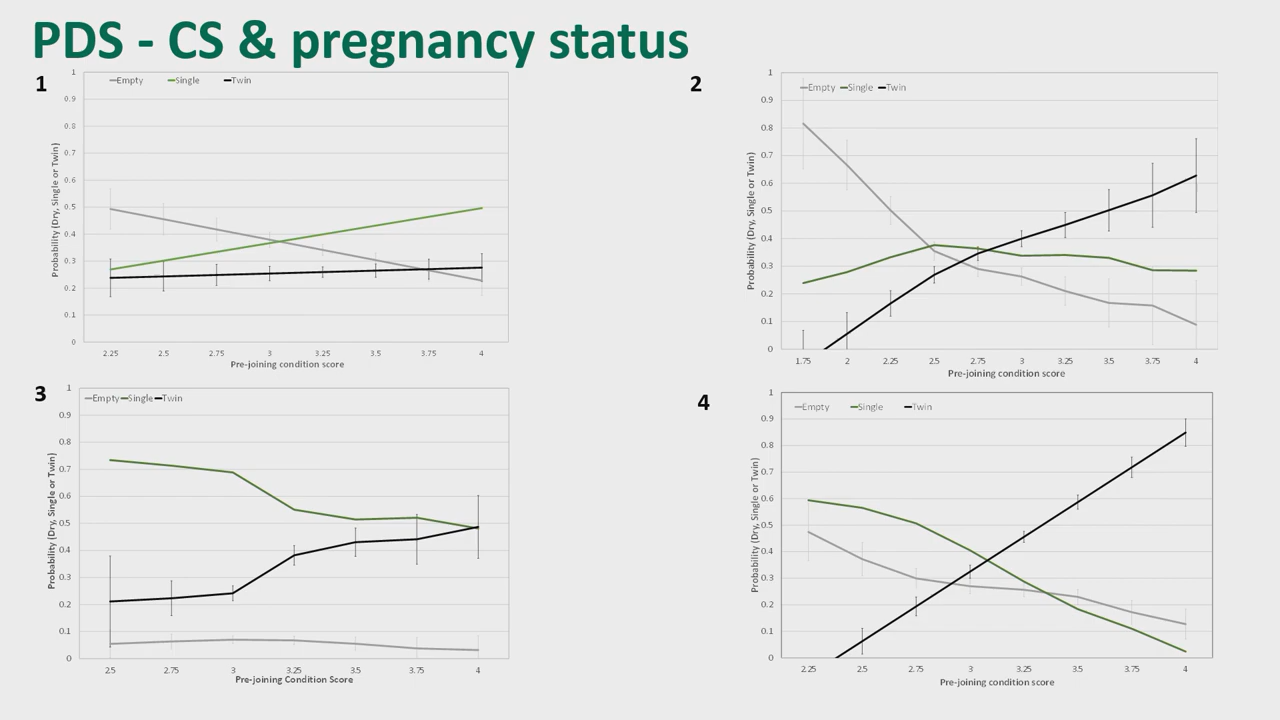 PDS - CS & pregnancy status
1
Empty Single Twin
1
0.9
0.8
0.7
0.6
0.5
0.4
0.3
0.2
0.1
0
Probability (Dry, Single or Twin)
2.25 2.5 2.75 3 3.25 3.5 3.75 4
Pre-joining condition score
2
Empty Single Twin
1
0.9
0.8
0.7
0.6
0.5
0.4
0.3
0.2
0.1
0
Probability (Dry, Single or Twin)
1.75 2 2.25 2.5 2.75 3 3.25 3.5 3.75 4
Pre-joining condition score
3
Empty Single Twin
1
0.9
0.8
0.7
0.6
0.5
0.4
0.3
0.2
0.1
0
Probability (Dry, Single or Twin)
2.5 2.75 3 3.25 3.5 3.75 4
Pre-joining Condition Score
4
Empty Single Twin
1
0.9
0.8
0.7
0.6
0.5
0.4
0.3
0.2
0.1
0
Probability (Dry, Single or Twin)
2.25 2.5 2.75 3 3.25 3.5 3.75 4
Pre-joining condition score